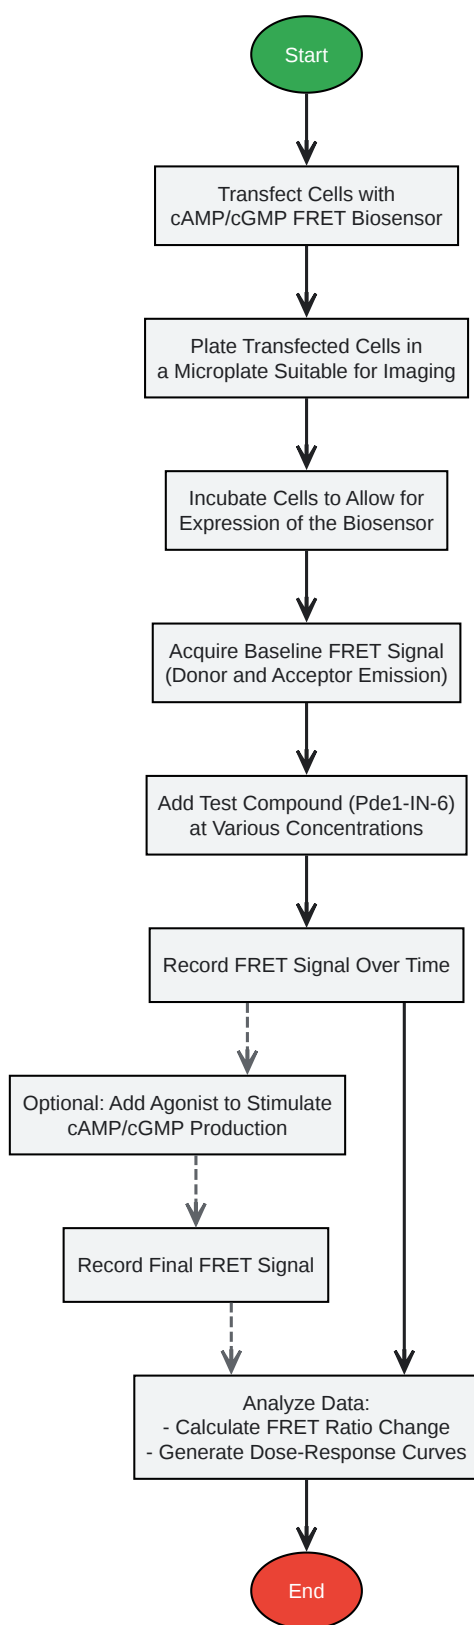 Start
Transfect Cells with
cAMP/cGMP FRET Biosensor
Plate Transfected Cells in
a Microplate Suitable for Imaging
Incubate Cells to Allow for
Expression of the Biosensor
Acquire Baseline FRET Signal
(Donor and Acceptor Emission)
Add Test Compound (Pde1-IN-6)
at Various Concentrations
Record FRET Signal Over Time
Optional: Add Agonist to Stimulate
cAMP/cGMP Production
Record Final FRET Signal
Analyze Data:
- Calculate FRET Ratio Change
- Generate Dose-Response Curves
End